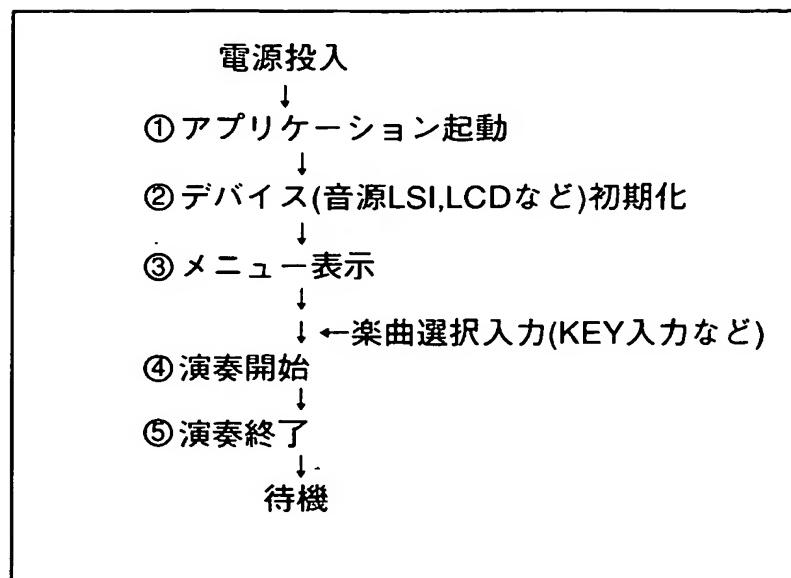 電源投入
↓
①アプリケーション起動
↓
②デバイス(音源LSI,LCDなど)初期化
↓
③メニュー表示
↓
↓ ←楽曲選択入力(KEY入力など)
④演奏開始
↓
⑤演奏終了
↓
待機